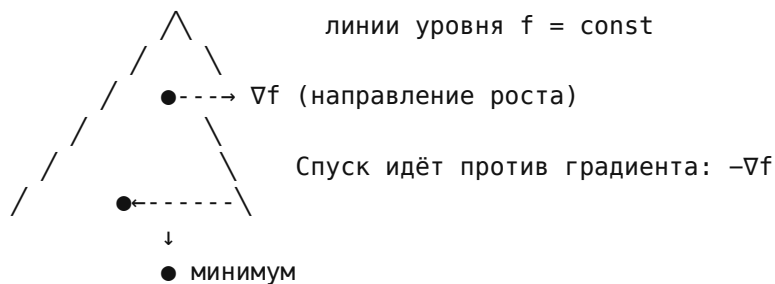 линии уровня f = const
∇f (направление роста)
Спуск идёт против градиента: −∇f
минимум